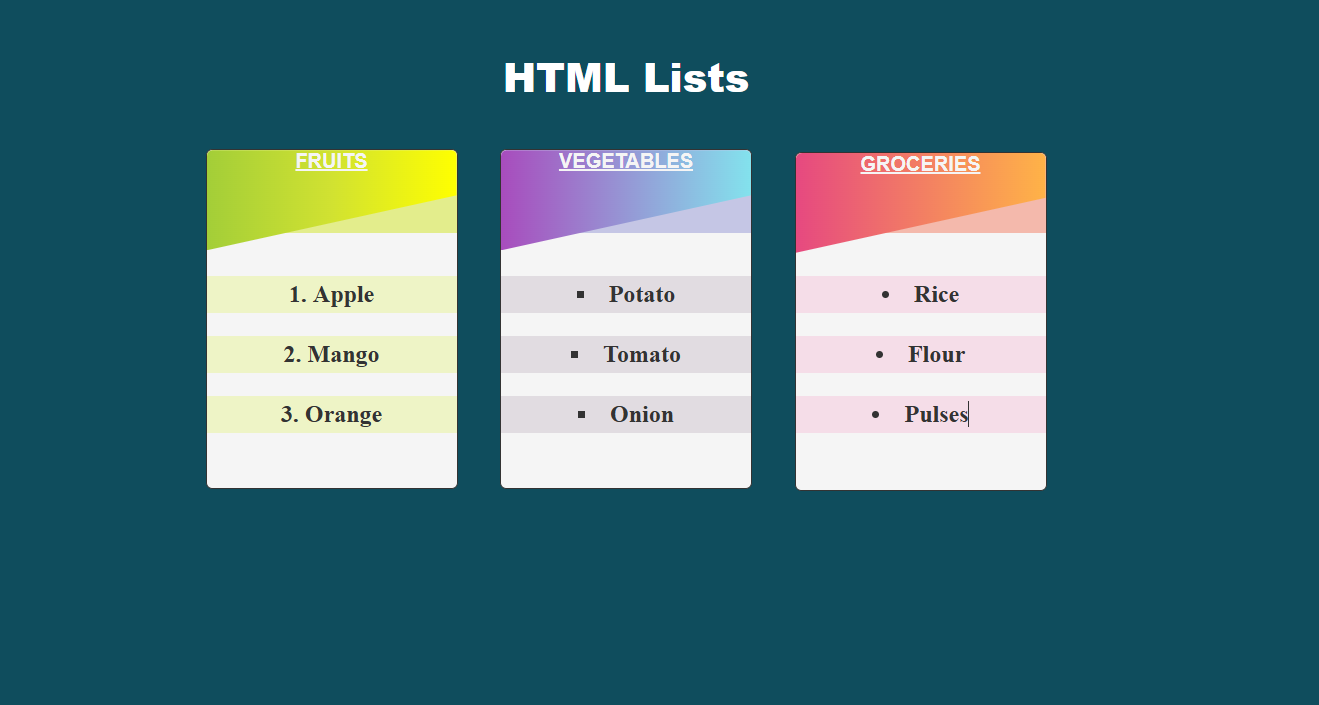 HTML Lists
FRUITS
1. Apple
2. Mango
3. Orange
VEGETABLES
▪ Potato
▪ Tomato
▪ Onion
GROCERIES
• Rice
• Flour
• Pulses